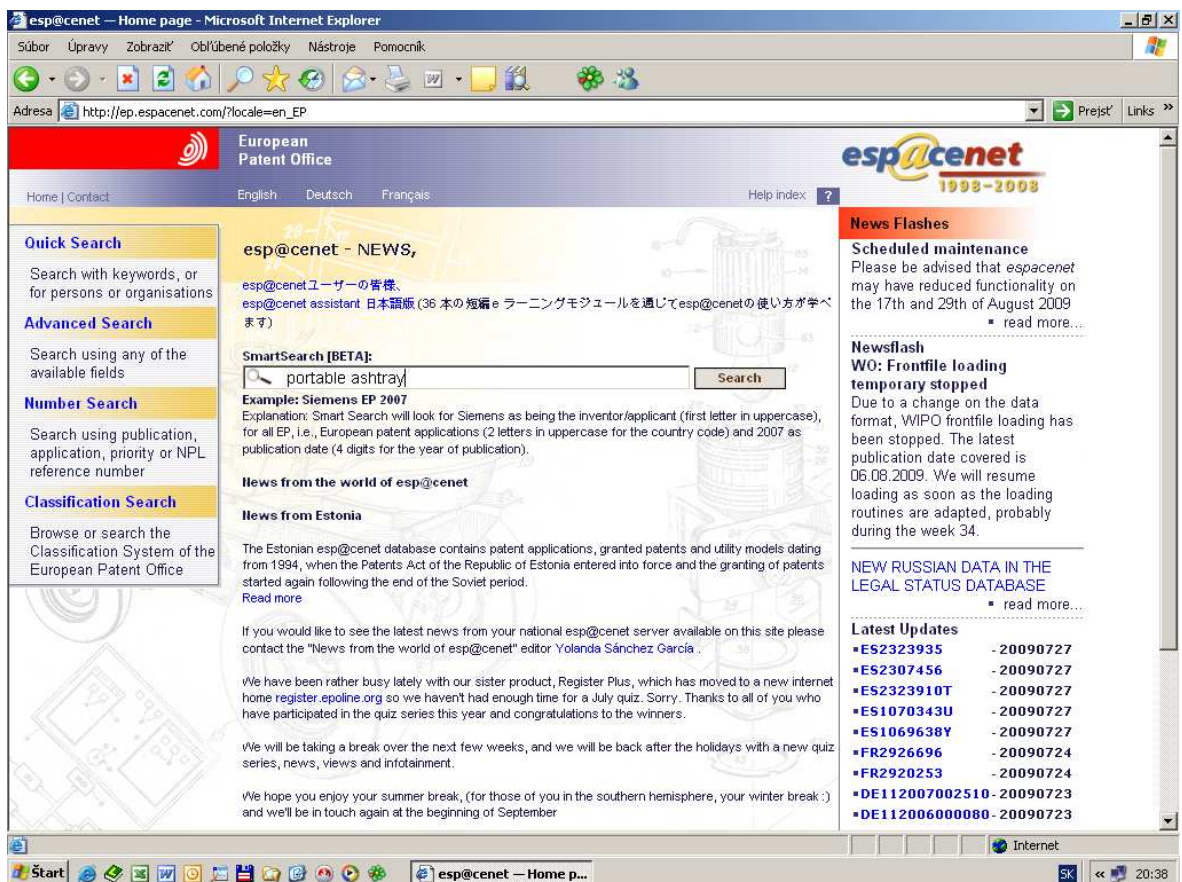 esp@cenet — Home page - Microsoft Internet Explorer
Súbor Úpravy Zobraziť Obľúbené položky Nástroje Pomocník
Adresa http://ep.espacenet.com/?locale=en_EP Prejsť Links »
European
Patent Office
esp@cenet
1998-2008
Home | Contact
English Deutsch Français
Help index ?
Quick Search
Search with keywords, or
for persons or organisations
Advanced Search
Search using any of the
available fields
Number Search
Search using publication,
application, priority or NPL
reference number
Classification Search
Browse or search the
Classification System of the
European Patent Office
esp@cenet - NEWS,
esp@cenetユーザーの皆様、
esp@cenet assistant 日本語版 (36 本の短編 e ラーニングモジュールを通じてesp@cenetの使い方が学べ
ます)
SmartSearch [BETA]:
portable ashtray
Search
Example: Siemens EP 2007
Explanation: Smart Search will look for Siemens as being the inventor/applicant (first letter in uppercase),
for all EP, i.e., European patent applications (2 letters in uppercase for the country code) and 2007 as
publication date (4 digits for the year of publication).
News from the world of esp@cenet
News from Estonia
The Estonian esp@cenet database contains patent applications, granted patents and utility models dating
from 1994, when the Patents Act of the Republic of Estonia entered into force and the granting of patents
started again following the end of the Soviet period.
Read more
If you would like to see the latest news from your national esp@cenet server available on this site please
contact the "News from the world of esp@cenet" editor Yolanda Sánchez García .
We have been rather busy lately with our sister product, Register Plus, which has moved to a new internet
home register.epoline.org so we haven't had enough time for a July quiz. Sorry. Thanks to all of you who
have participated in the quiz series this year and congratulations to the winners.
We will be taking a break over the next few weeks, and we will be back after the holidays with a new quiz
series, news, views and infotainment.
We hope you enjoy your summer break, (for those of you in the southern hemisphere, your winter break :)
and we'll be in touch again at the beginning of September
News Flashes
Scheduled maintenance
Please be advised that espacenet
may have reduced functionality on
the 17th and 29th of August 2009
read more...
Newsflash
WO: Frontfile loading
temporary stopped
Due to a change on the data
format, WIPO frontfile loading has
been stopped. The latest
publication date covered is
06.08.2009. We will resume
loading as soon as the loading
routines are adapted, probably
during the week 34.
NEW RUSSIAN DATA IN THE
LEGAL STATUS DATABASE
read more...
Latest Updates
ES2323935 - 20090727
ES2307456 - 20090727
ES2323910T - 20090727
ES1070343U - 20090727
ES1069638Y - 20090727
FR2926696 - 20090724
FR2920253 - 20090724
DE112007002510 - 20090723
DE112006000080 - 20090723
Internet
Štart esp@cenet — Home p... SK « 20:38